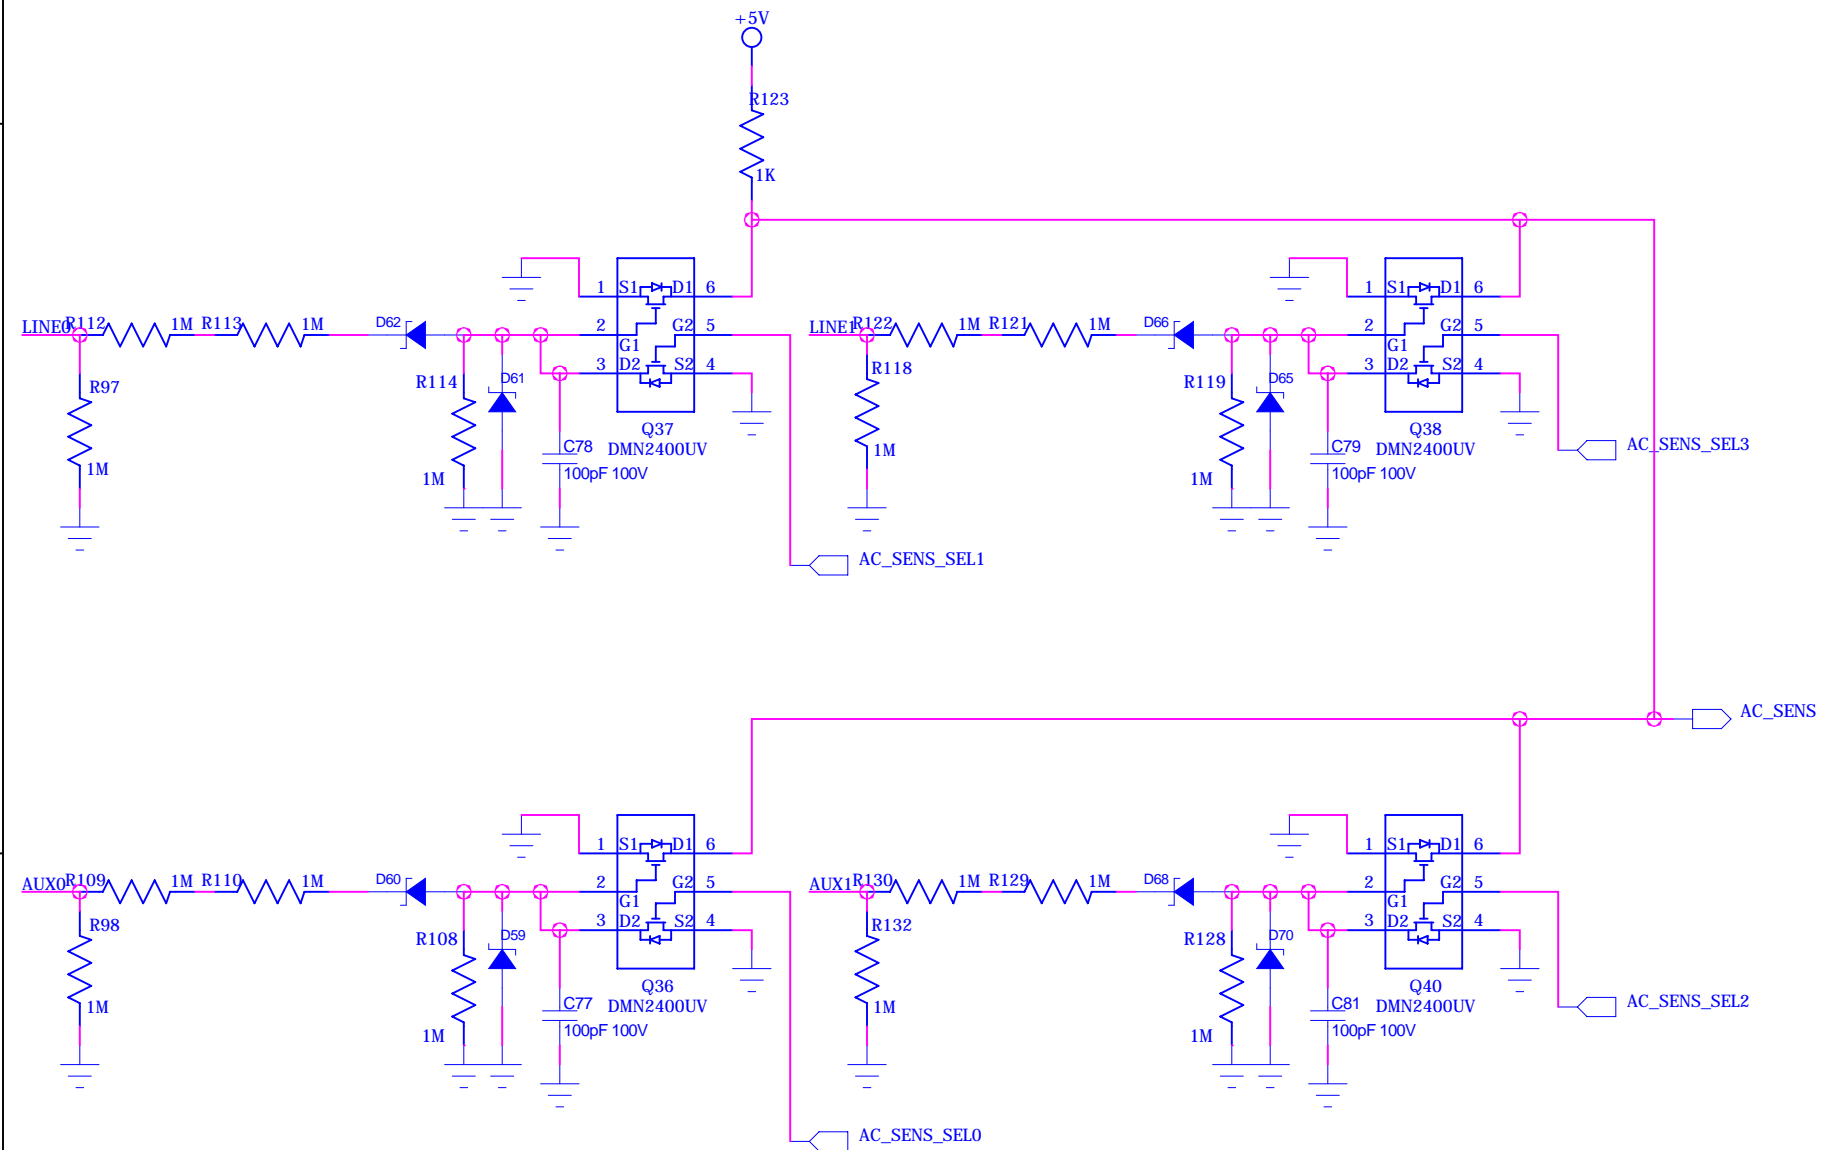 +5V
R123
1K
1 S1 D1 6
2 G2 5
G1
3 D2 S2 4
Q37
DMN2400UV
LINE0 R112 1M R113 1M D62
R97
1M
R114
1M
D61
C78
100pF 100V
AC_SENS_SEL1
LINE1 R122 1M R121 1M D66
R118
1M
R119
1M
D65
C79
100pF 100V
1 S1 D1 6
2 G2 5
G1
3 D2 S2 4
Q38
DMN2400UV
AC_SENS_SEL3
AC_SENS
AUX0 R109 1M R110 1M D60
R98
1M
R108
1M
D59
C77
100pF 100V
1 S1 D1 6
2 G2 5
G1
3 D2 S2 4
Q36
DMN2400UV
AC_SENS_SEL0
AUX1 R130 1M R129 1M D68
R132
1M
R128
1M
D70
C81
100pF 100V
1 S1 D1 6
2 G2 5
G1
3 D2 S2 4
Q40
DMN2400UV
AC_SENS_SEL2